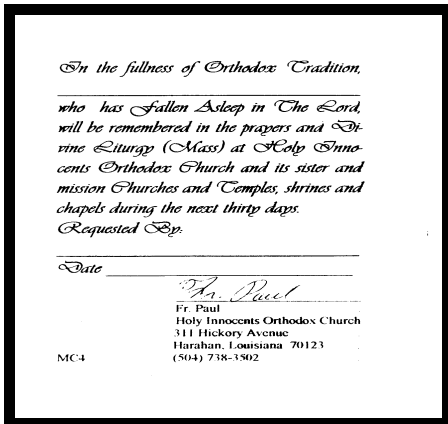 In the fullness of Orthodox Tradition,
who has Fallen Asleep in The Lord,
will be remembered in the prayers and Di-
vine Liturgy (Mass) at Holy Inno-
cents Orthodox Church and its sister and
mission Churches and Temples, shrines and
chapels during the next thirty days.
Requested By:
Date
Fr. Paul
Fr. Paul
Holy Innocents Orthodox Church
311 Hickory Avenue
Harahan, Louisiana 70123
MC4 (504) 738-3502